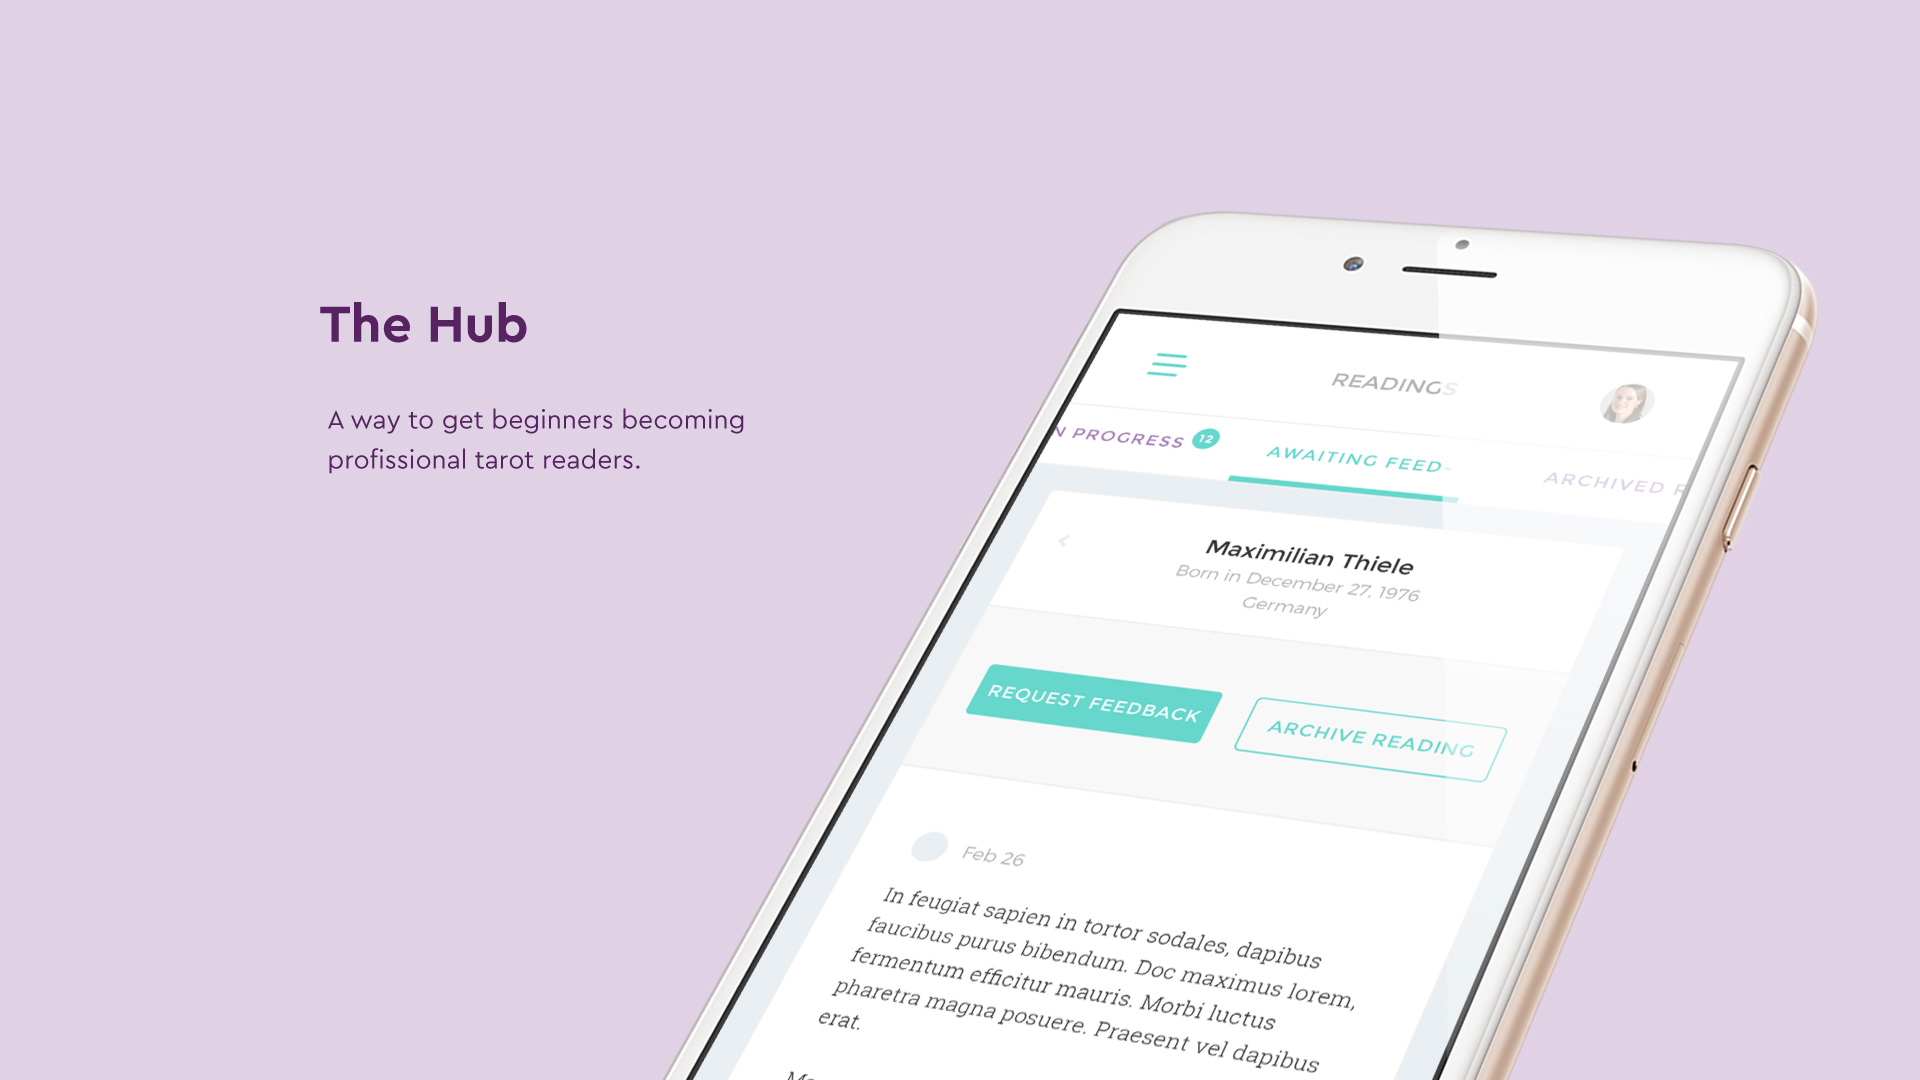 The Hub
A way to get beginners becoming
profissional tarot readers.
READINGS
N PROGRESS 12
AWAITING FEED-
ARCHIVED R
Maximilian Thiele
Born in December 27, 1976
Germany
REQUEST FEEDBACK
ARCHIVE READING
Feb 26
In feugiat sapien in tortor sodales, dapibus
faucibus purus bibendum. Doc maximus lorem,
fermentum efficitur mauris. Morbi luctus
pharetra magna posuere. Praesent vel dapibus
erat.